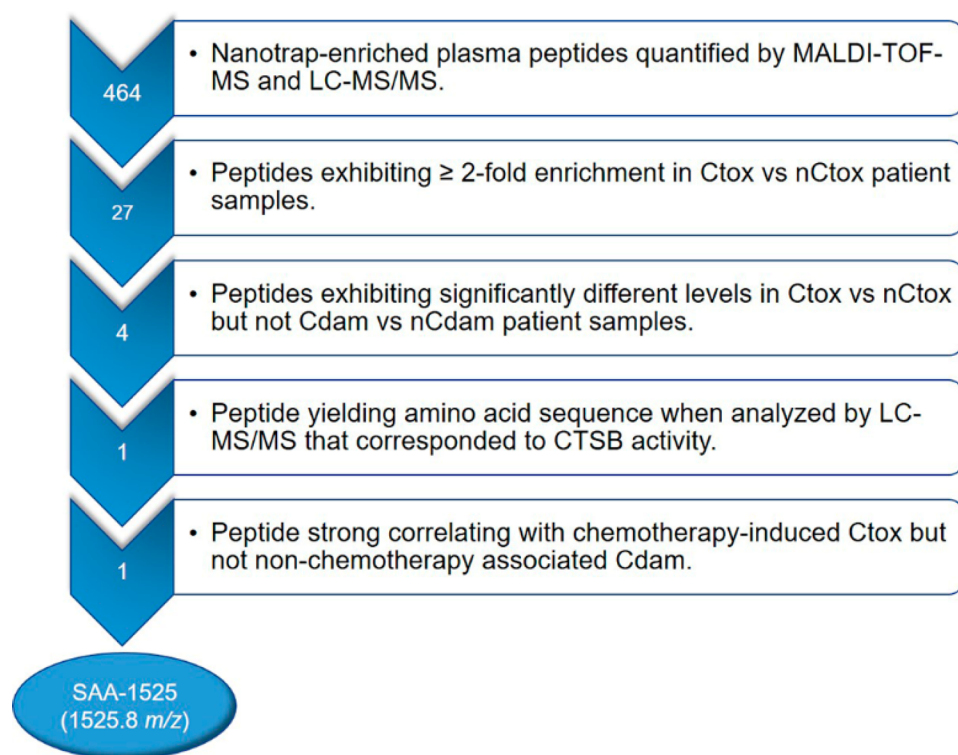 464
• Nanotrap-enriched plasma peptides quantified by MALDI-TOF-
MS and LC-MS/MS.
27
• Peptides exhibiting ≥ 2-fold enrichment in Ctox vs nCtox patient
samples.
4
• Peptides exhibiting significantly different levels in Ctox vs nCtox
but not Cdam vs nCdam patient samples.
1
• Peptide yielding amino acid sequence when analyzed by LC-
MS/MS that corresponded to CTSB activity.
1
• Peptide strong correlating with chemotherapy-induced Ctox but
not non-chemotherapy associated Cdam.
SAA-1525
(1525.8 m/z)